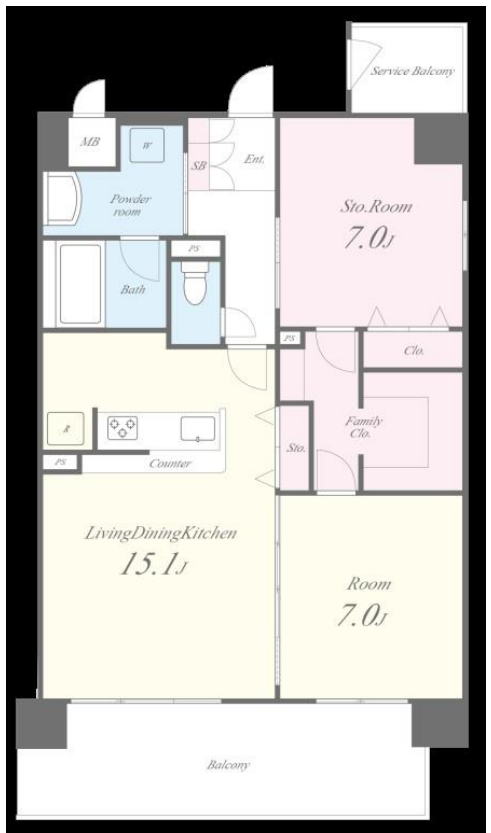 Service Balcony
MB
W
SB
Ent.
Powder
room
Sto.Room
7.0J
PS
Bath
PS
Clo.
Family
Clo.
R
Sto.
PS
Counter
LivingDiningKitchen
15.1J
Room
7.0J
Balcony